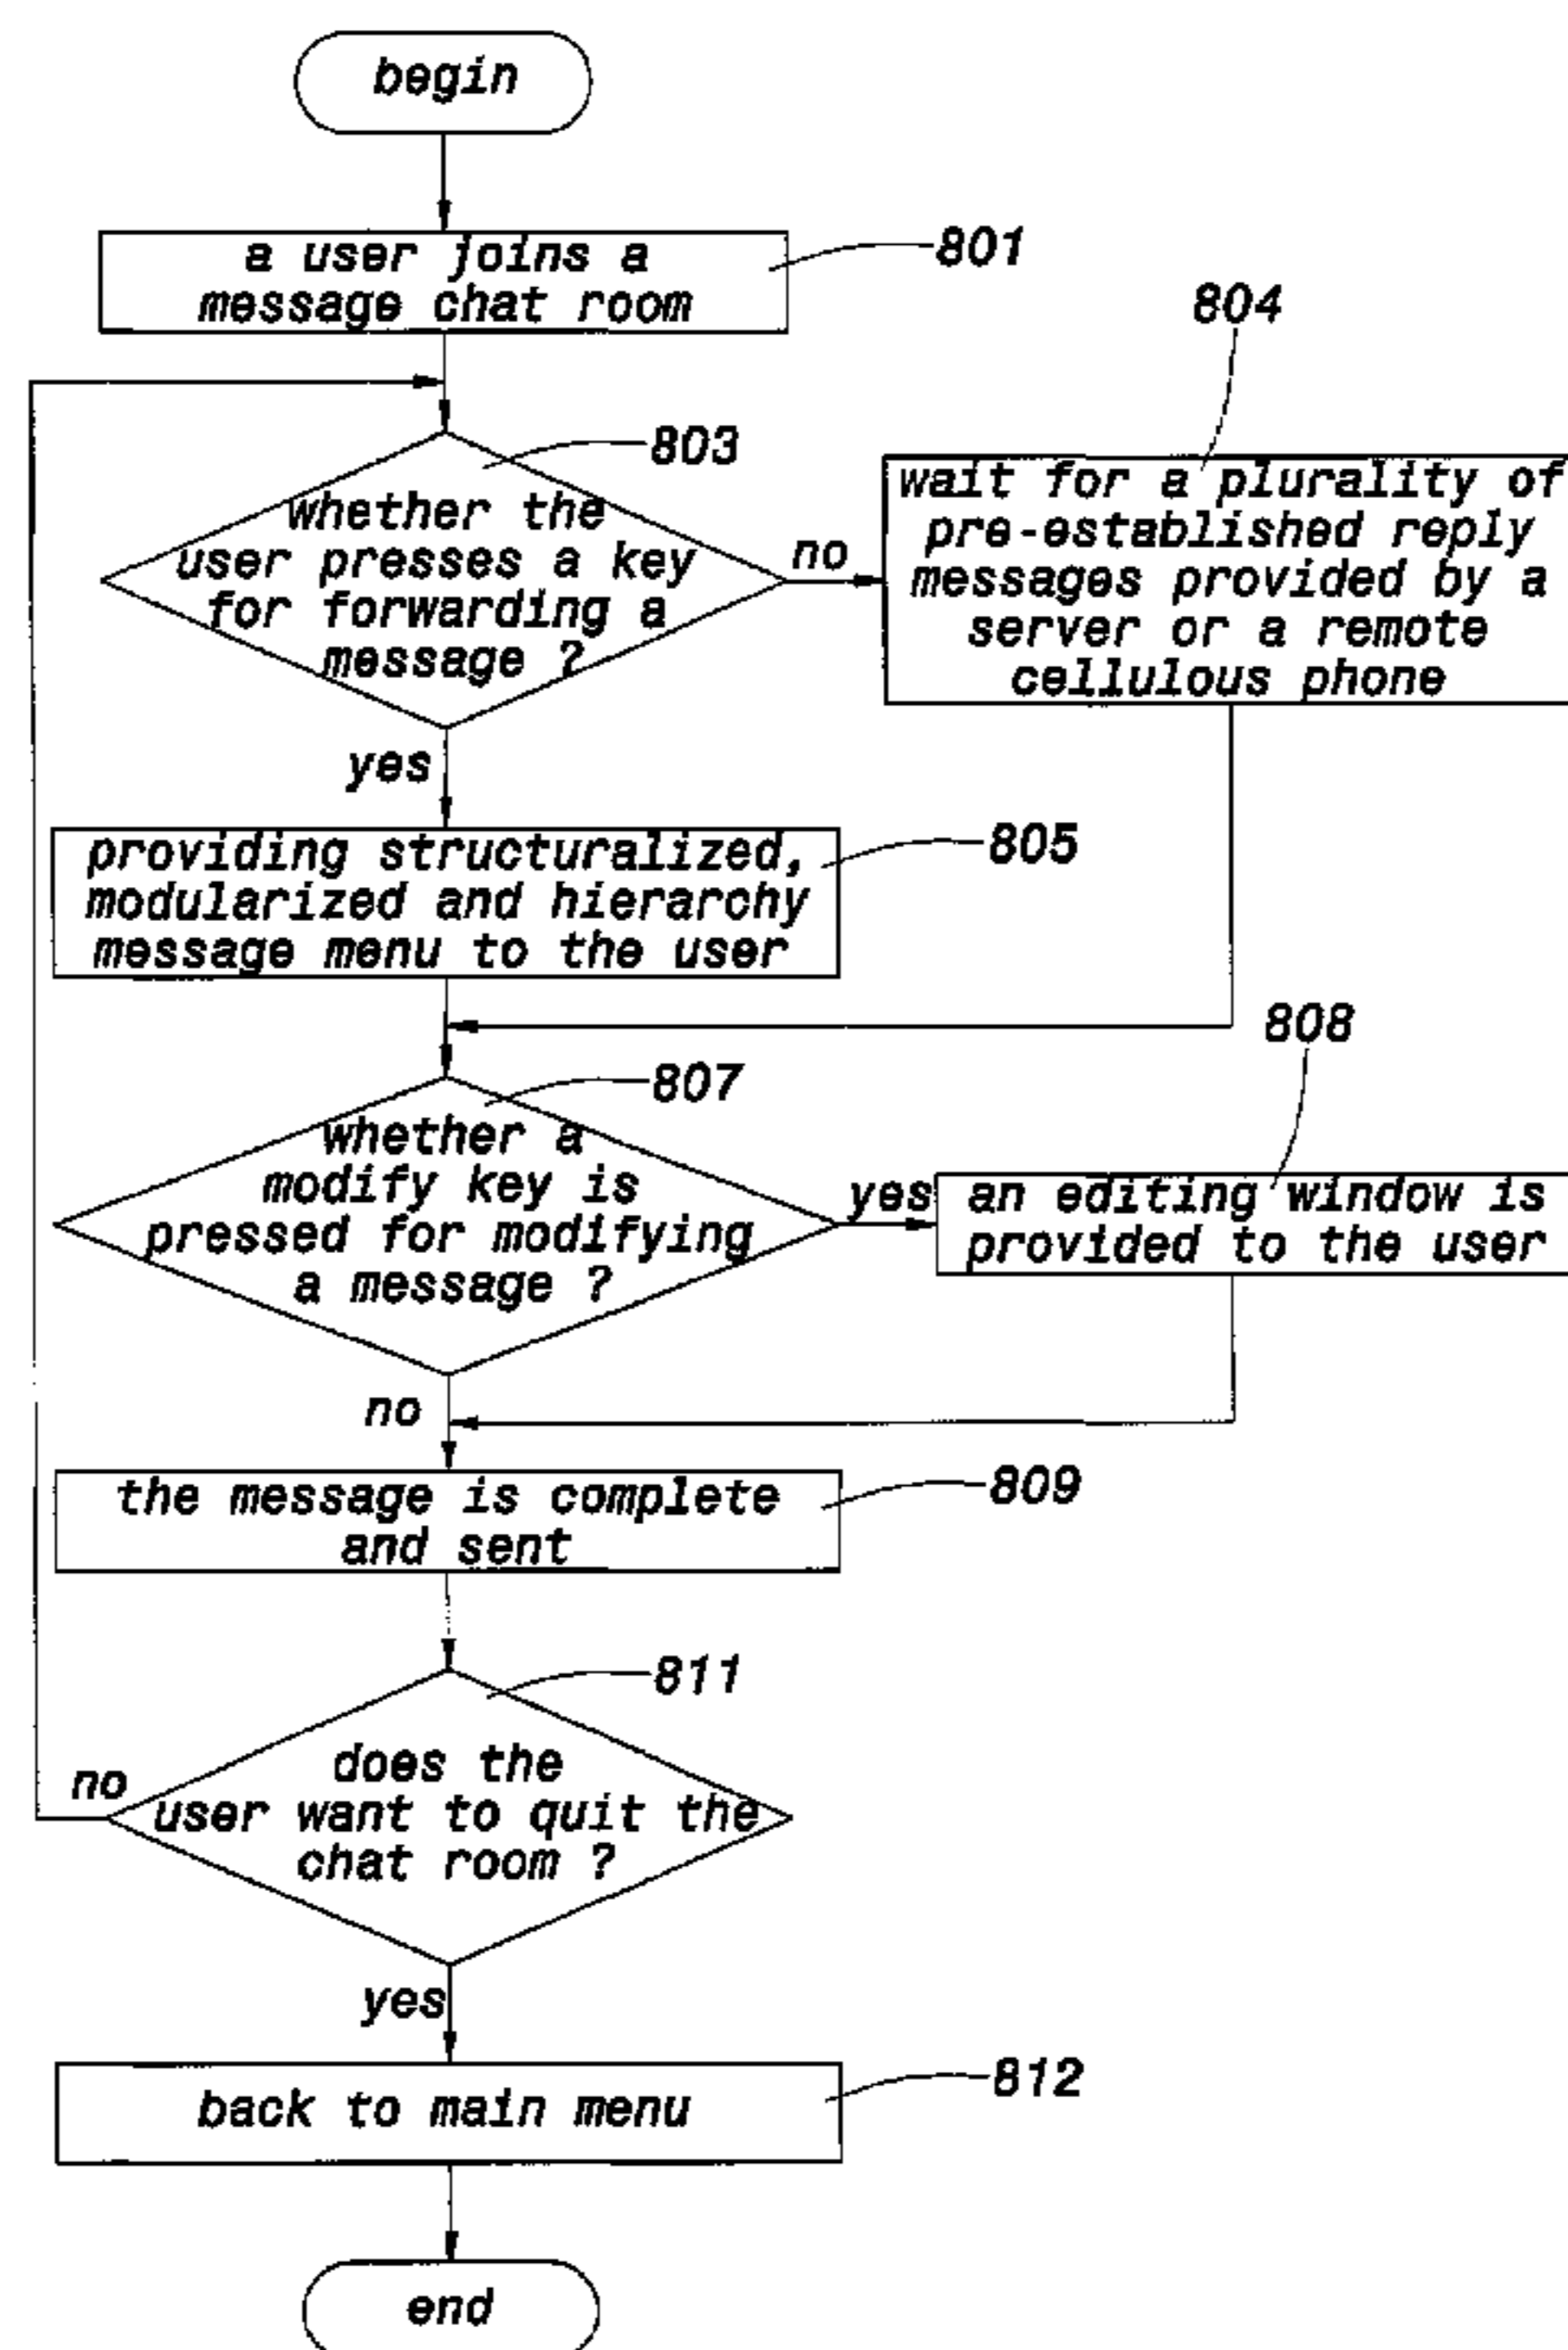 begin
a user joins a
message chat room
801
804
803
whether the
user presses a key
for forwarding a
message ?
no
wait for a plurality of
pre-established reply
messages provided by a
server or a remote
cellulous phone
yes
providing structuralized,
modularized and hierarchy
message menu to the user
805
808
807
whether a
modify key is
pressed for modifying
a message ?
yes
an editing window is
provided to the user
no
the message is complete
and sent
809
811
does the
user want to quit the
chat room ?
no
yes
back to main menu
812
end